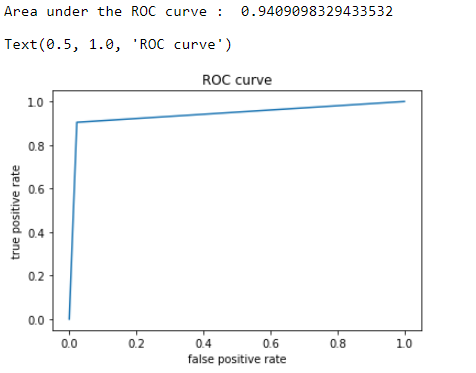 Area under the ROC curve :  0.9409098329433532
Text(0.5, 1.0, 'ROC curve')
ROC curve
1.0
0.8
0.6
0.4
0.2
0.0
true positive rate
0.0 0.2 0.4 0.6 0.8 1.0
false positive rate